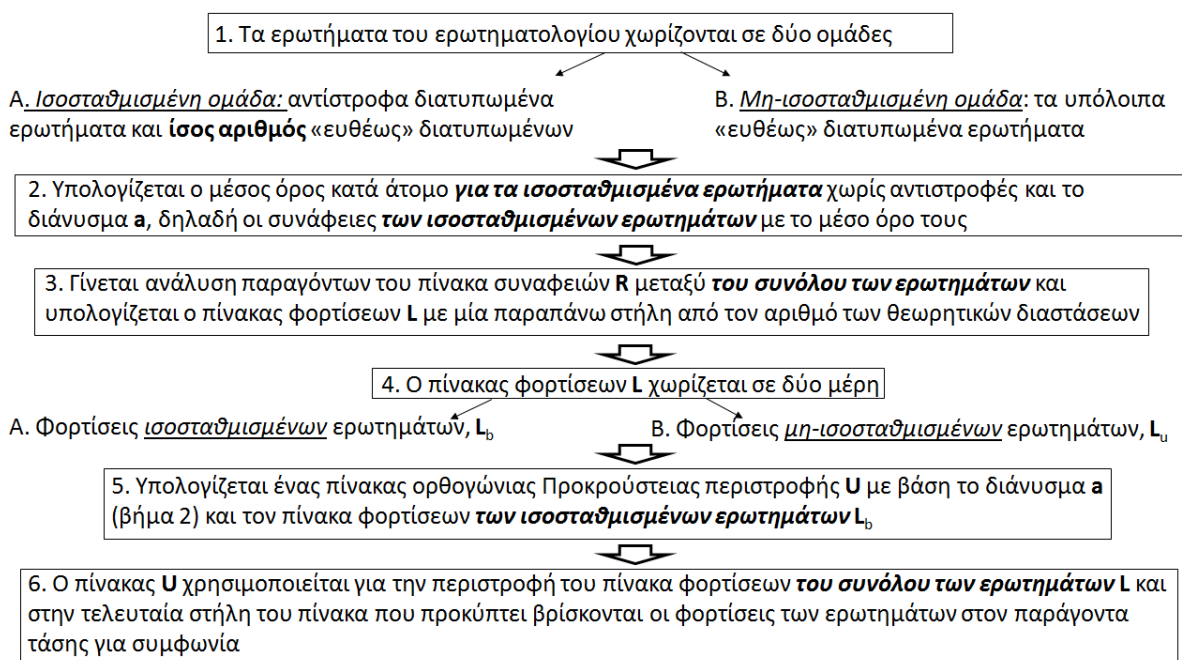 1. Τα ερωτήματα του ερωτηματολογίου χωρίζονται σε δύο ομάδες
Α. Ισοσταθμισμένη ομάδα: αντίστροφα διατυπωμένα
ερωτήματα και ίσος αριθμός «ευθέως» διατυπωμένων
Β. Μη-ισοσταθμισμένη ομάδα: τα υπόλοιπα
«ευθέως» διατυπωμένα ερωτήματα
2. Υπολογίζεται ο μέσος όρος κατά άτομο για τα ισοσταθμισμένα ερωτήματα χωρίς αντιστροφές και το
διάνυσμα a, δηλαδή οι συνάφειες των ισοσταθμισμένων ερωτημάτων με το μέσο όρο τους
3. Γίνεται ανάλυση παραγόντων του πίνακα συναφειών R μεταξύ του συνόλου των ερωτημάτων και
υπολογίζεται ο πίνακας φορτίσεων L με μία παραπάνω στήλη από τον αριθμό των θεωρητικών διαστάσεων
4. Ο πίνακας φορτίσεων L χωρίζεται σε δύο μέρη
Α. Φορτίσεις ισοσταθμισμένων ερωτημάτων, Lb
Β. Φορτίσεις μη-ισοσταθμισμένων ερωτημάτων, Lu
5. Υπολογίζεται ένας πίνακας ορθογώνιας Προκρούστειας περιστροφής U με βάση το διάνυσμα a
(βήμα 2) και τον πίνακα φορτίσεων των ισοσταθμισμένων ερωτημάτων Lb
6. Ο πίνακας U χρησιμοποιείται για την περιστροφή του πίνακα φορτίσεων του συνόλου των ερωτημάτων L και
στην τελευταία στήλη του πίνακα που προκύπτει βρίσκονται οι φορτίσεις των ερωτημάτων στον παράγοντα
τάσης για συμφωνία